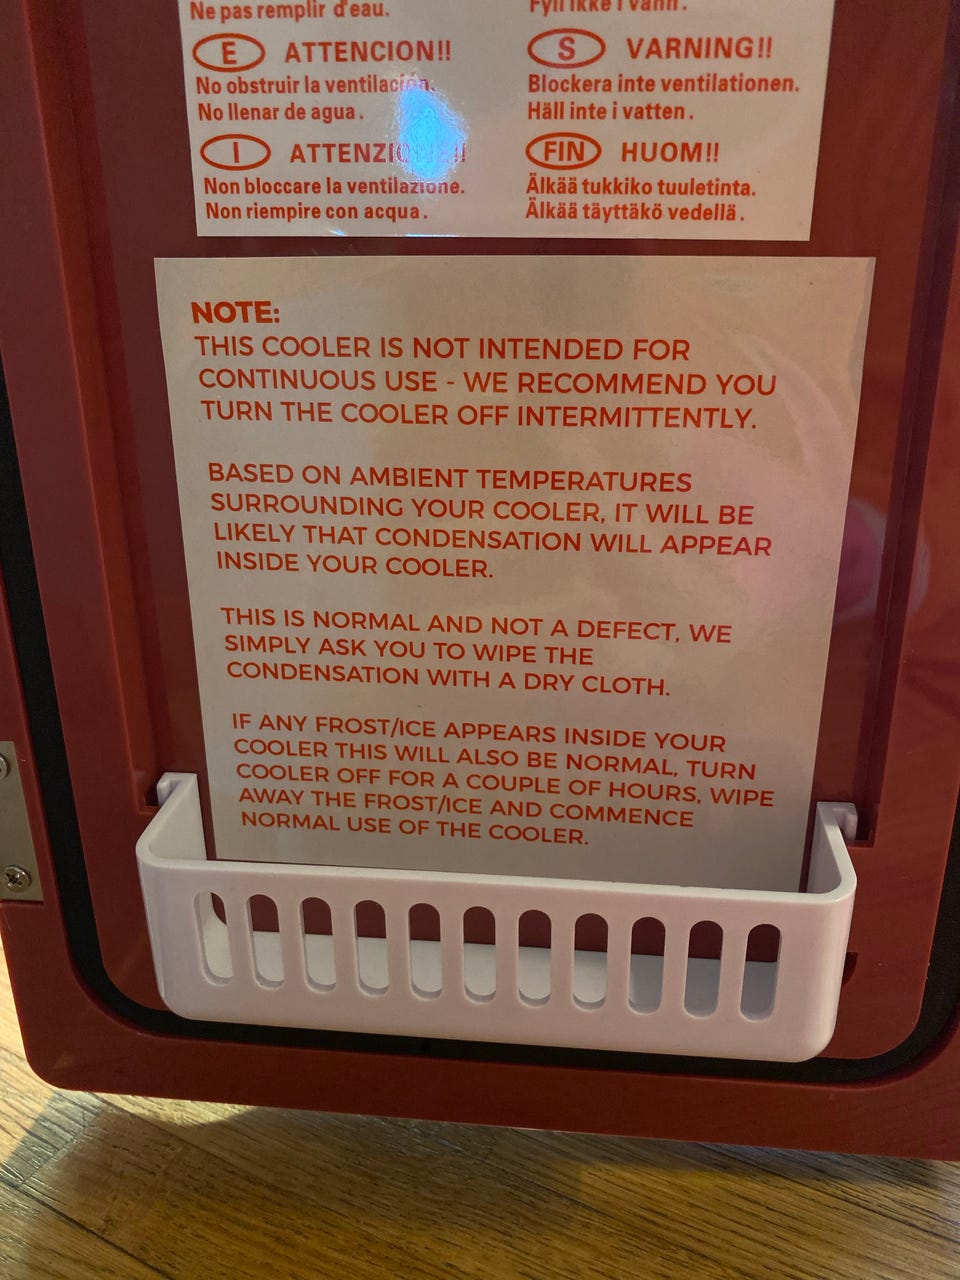 Ne pas remplir d'eau.
E ATTENCION!!
No obstruir la ventilación.
No llenar de agua.
I ATTENZIONE!!
Non bloccare la ventilazione.
Non riempire con acqua.
Fyll ikke i vann.
S VARNING!!
Blockera inte ventilationen.
Häll inte i vatten.
FIN HUOM!!
Älkää tukkiko tuuletinta.
Älkää täyttäkö vedellä.
NOTE:
THIS COOLER IS NOT INTENDED FOR
CONTINUOUS USE - WE RECOMMEND YOU
TURN THE COOLER OFF INTERMITTENTLY.
BASED ON AMBIENT TEMPERATURES
SURROUNDING YOUR COOLER, IT WILL BE
LIKELY THAT CONDENSATION WILL APPEAR
INSIDE YOUR COOLER.
THIS IS NORMAL AND NOT A DEFECT, WE
SIMPLY ASK YOU TO WIPE THE
CONDENSATION WITH A DRY CLOTH.
IF ANY FROST/ICE APPEARS INSIDE YOUR
COOLER THIS WILL ALSO BE NORMAL, TURN
COOLER OFF FOR A COUPLE OF HOURS, WIPE
AWAY THE FROST/ICE AND COMMENCE
NORMAL USE OF THE COOLER.